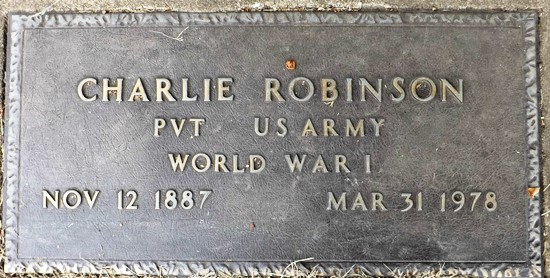 CHARLIE ROBINSON
PVT US ARMY
WORLD WAR I
NOV 12 1887 MAR 31 1978